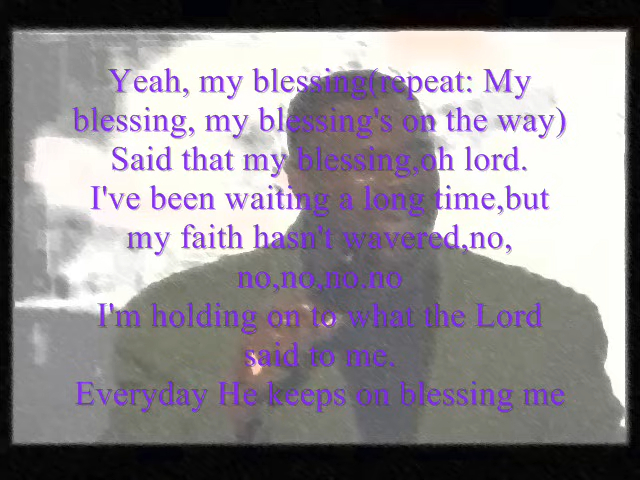 Yeah, my blessing(repeat: My
blessing, my blessing's on the way)
Said that my blessing,oh lord.
I've been waiting a long time,but
my faith hasn't wavered,no,
no,no,no,no
I'm holding on to what the Lord
said to me.
Everyday He keeps on blessing me